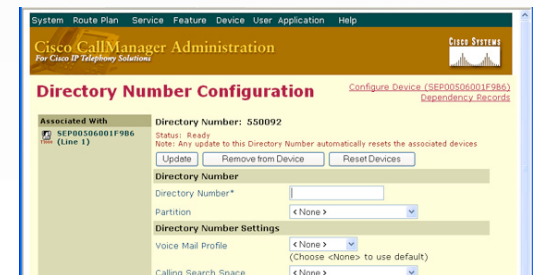 System Route Plan Service Feature Device User Application Help
Cisco CallManager Administration
For Cisco IP Telephony Solutions
CISCO SYSTEMS
Directory Number Configuration
Configure Device (SEP00506001F9B6)
Dependency Records
Associated With
SEP00506001F9B6
(Line 1)
Directory Number: 550092
Status: Ready
Note: Any update to this Directory Number automatically resets the associated devices
Update Remove from Device Reset Devices
Directory Number
Directory Number*
Partition < None >
Directory Number Settings
Voice Mail Profile < None >
(Choose <None> to use default)
Calling Search Space < None >